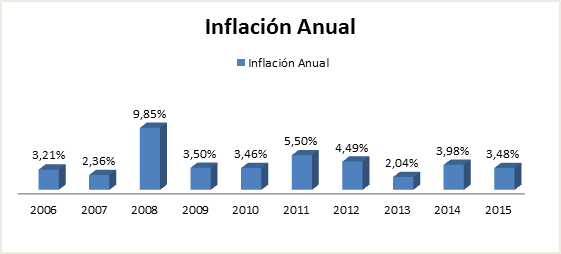 Inflación Anual
Inflación Anual
3,21% 2,36% 9,85% 3,50% 3,46% 5,50% 4,49% 2,04% 3,98% 3,48%
2006 2007 2008 2009 2010 2011 2012 2013 2014 2015